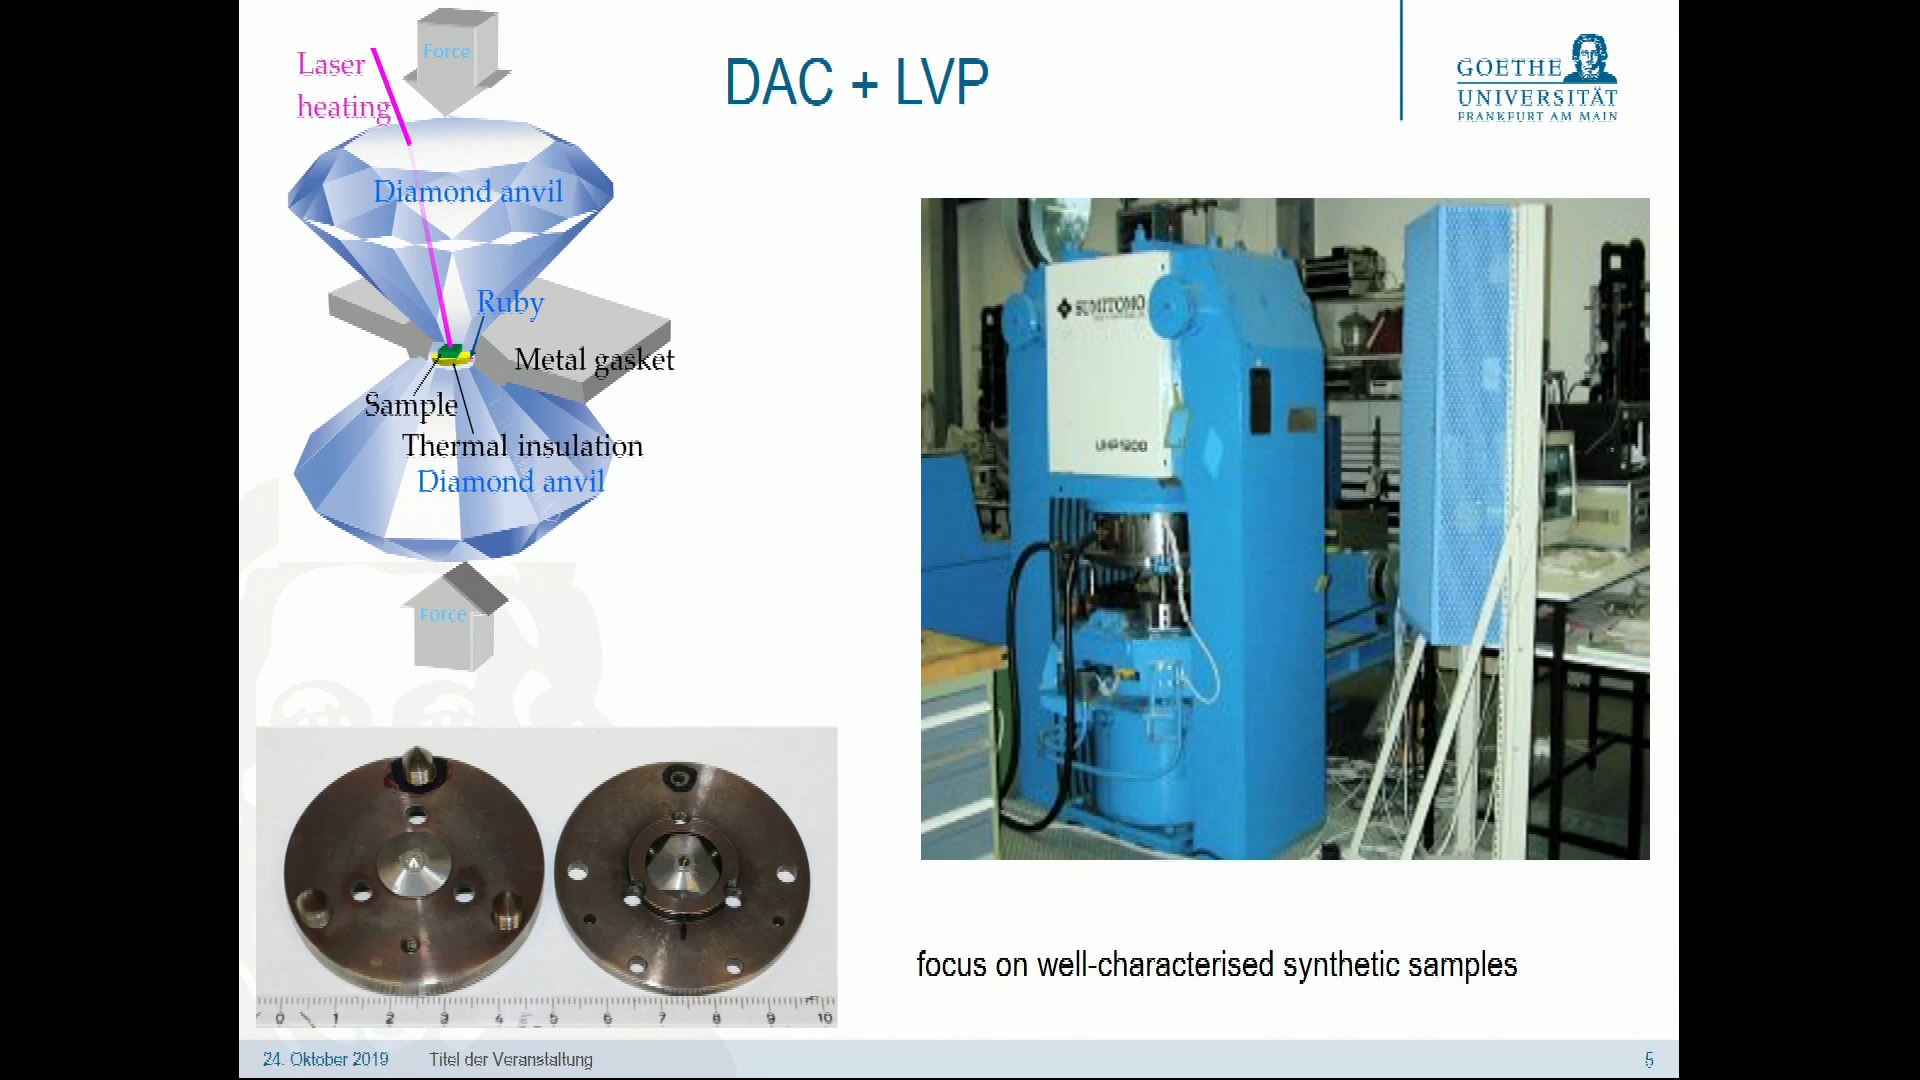 DAC + LVP
GOETHE
UNIVERSITÄT
FRANKFURT AM MAIN
Force
Laser
heating
Diamond anvil
Ruby
Metal gasket
Sample
Thermal insulation
Diamond anvil
Force
SUMITOMO
UHP1200
0 1 2 3 4 5 6 7 8 9 10
focus on well-characterised synthetic samples
24. Oktober 2019 Titel der Veranstaltung 5